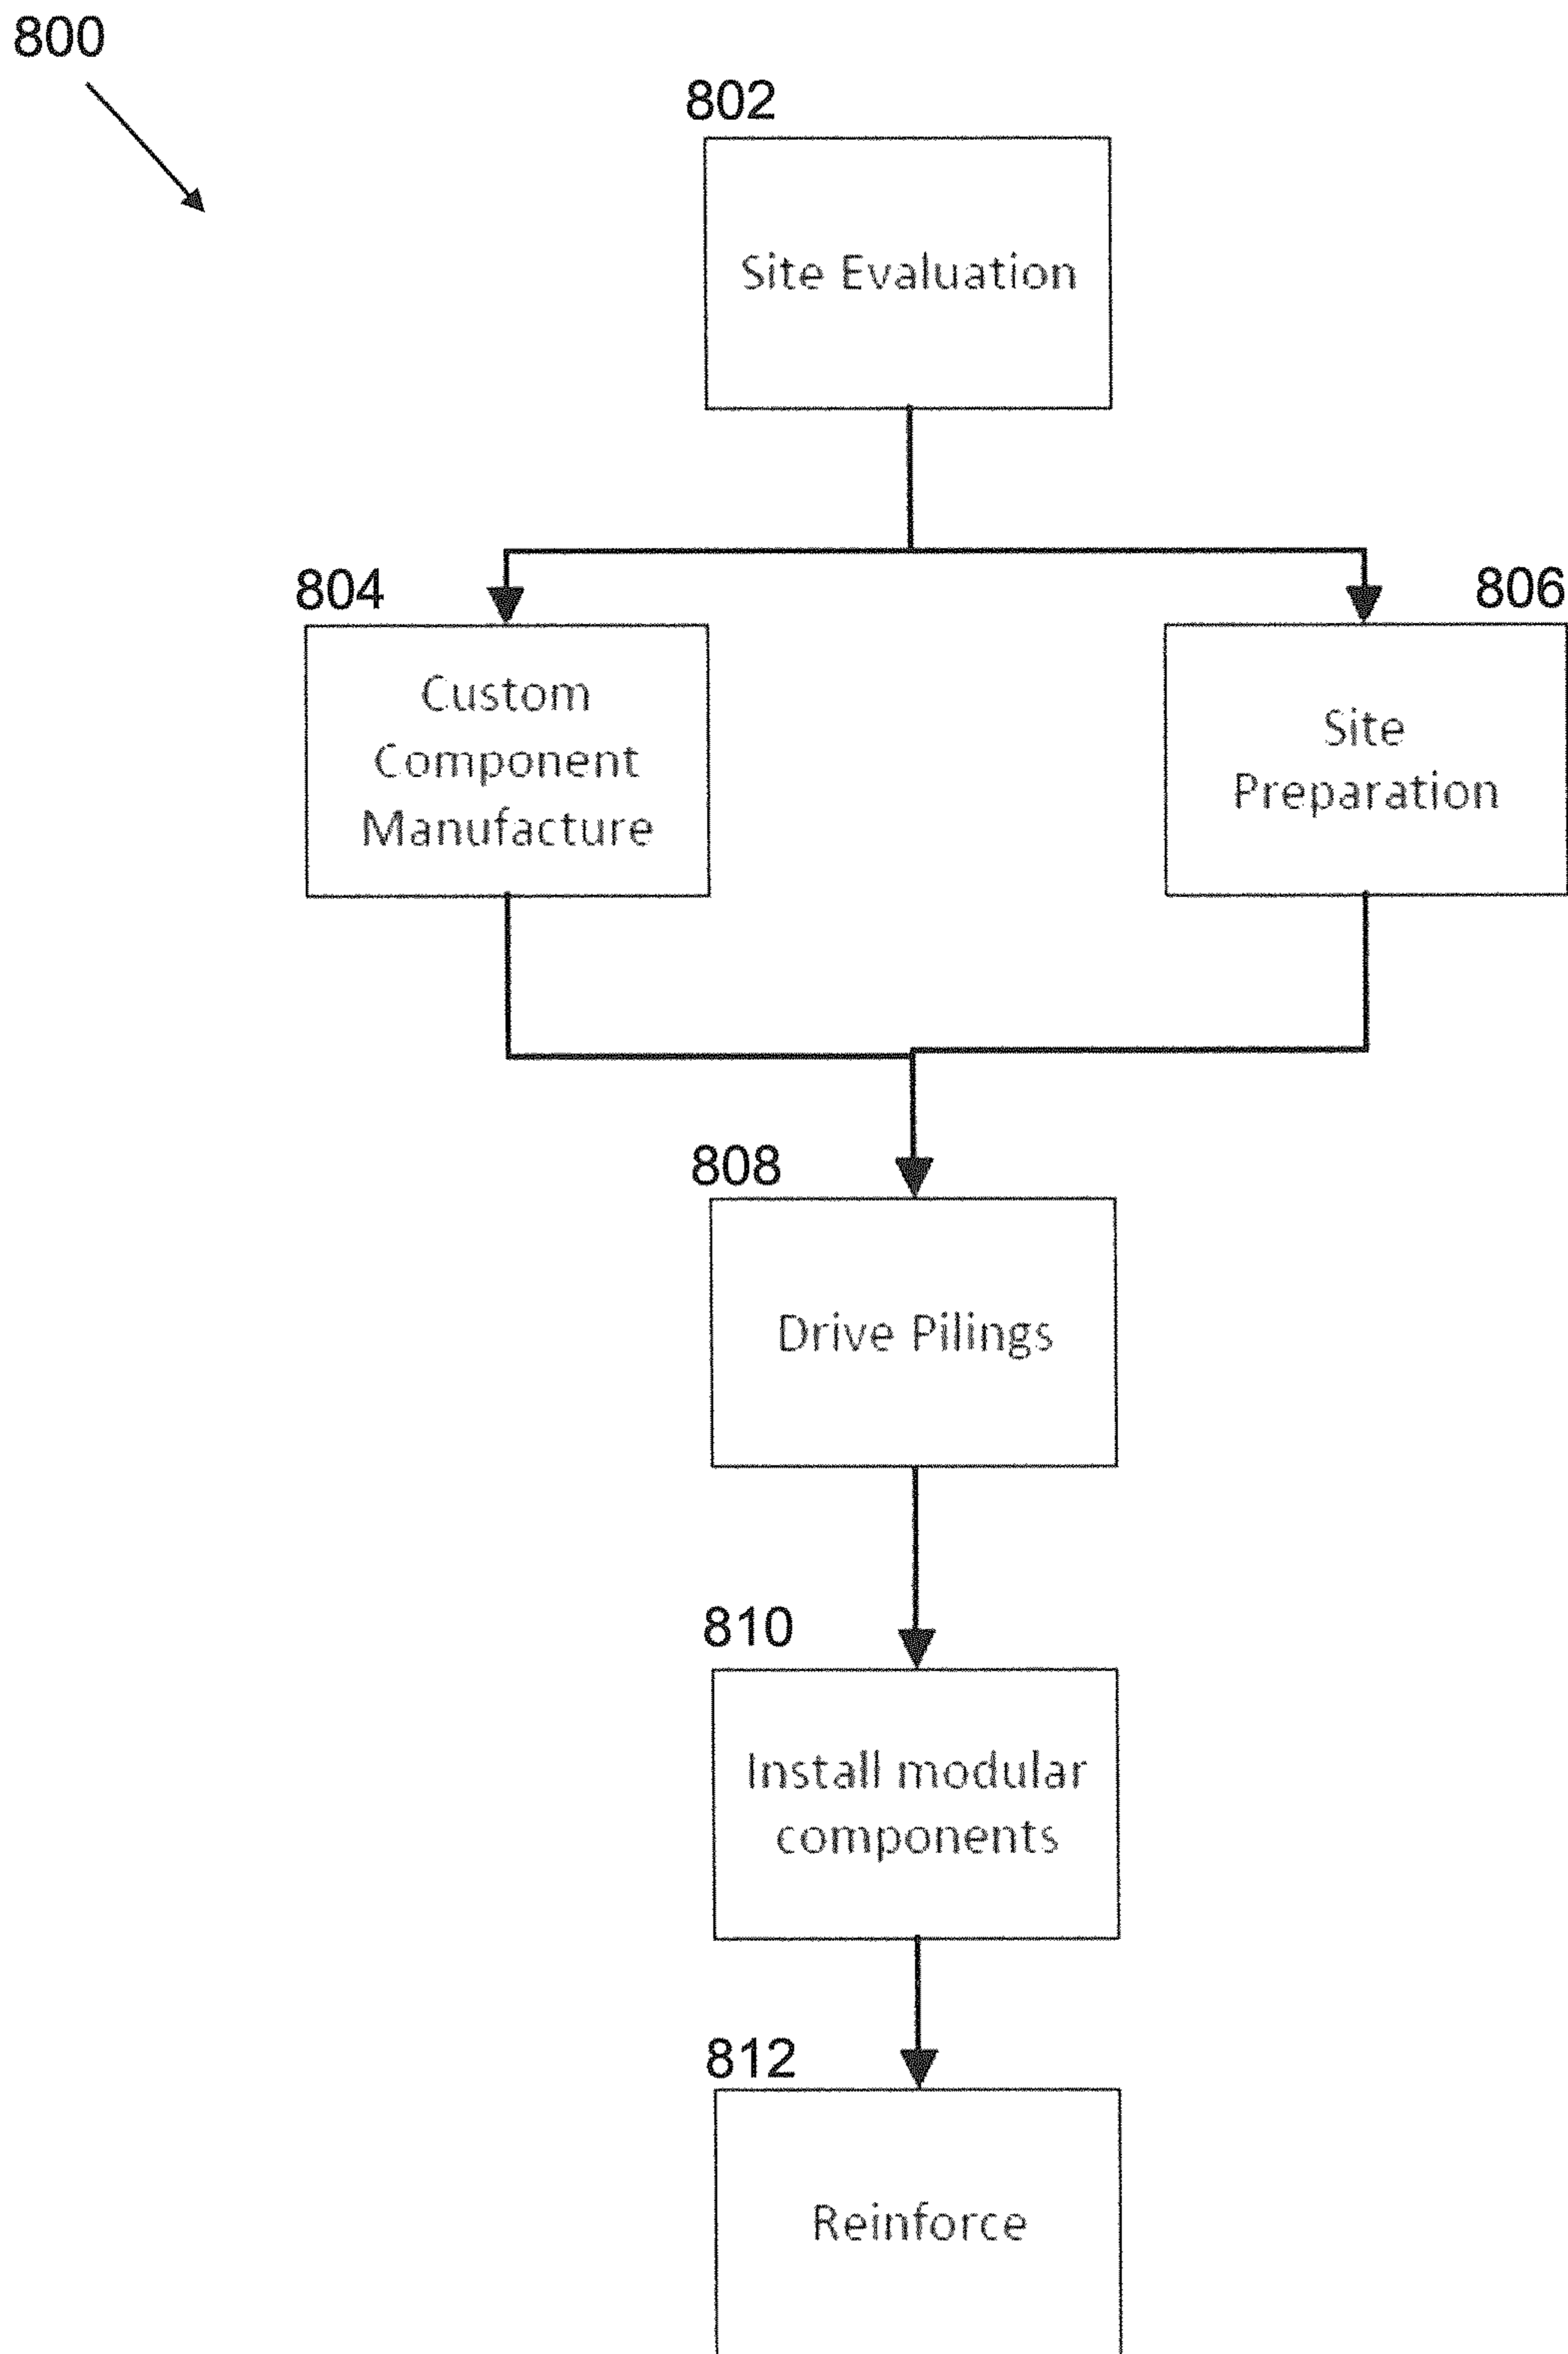 800
802
Site Evaluation
804
Custom
Component
Manufacture
806
Site
Preparation
808
Drive Pilings
810
Install modular
components
812
Reinforce